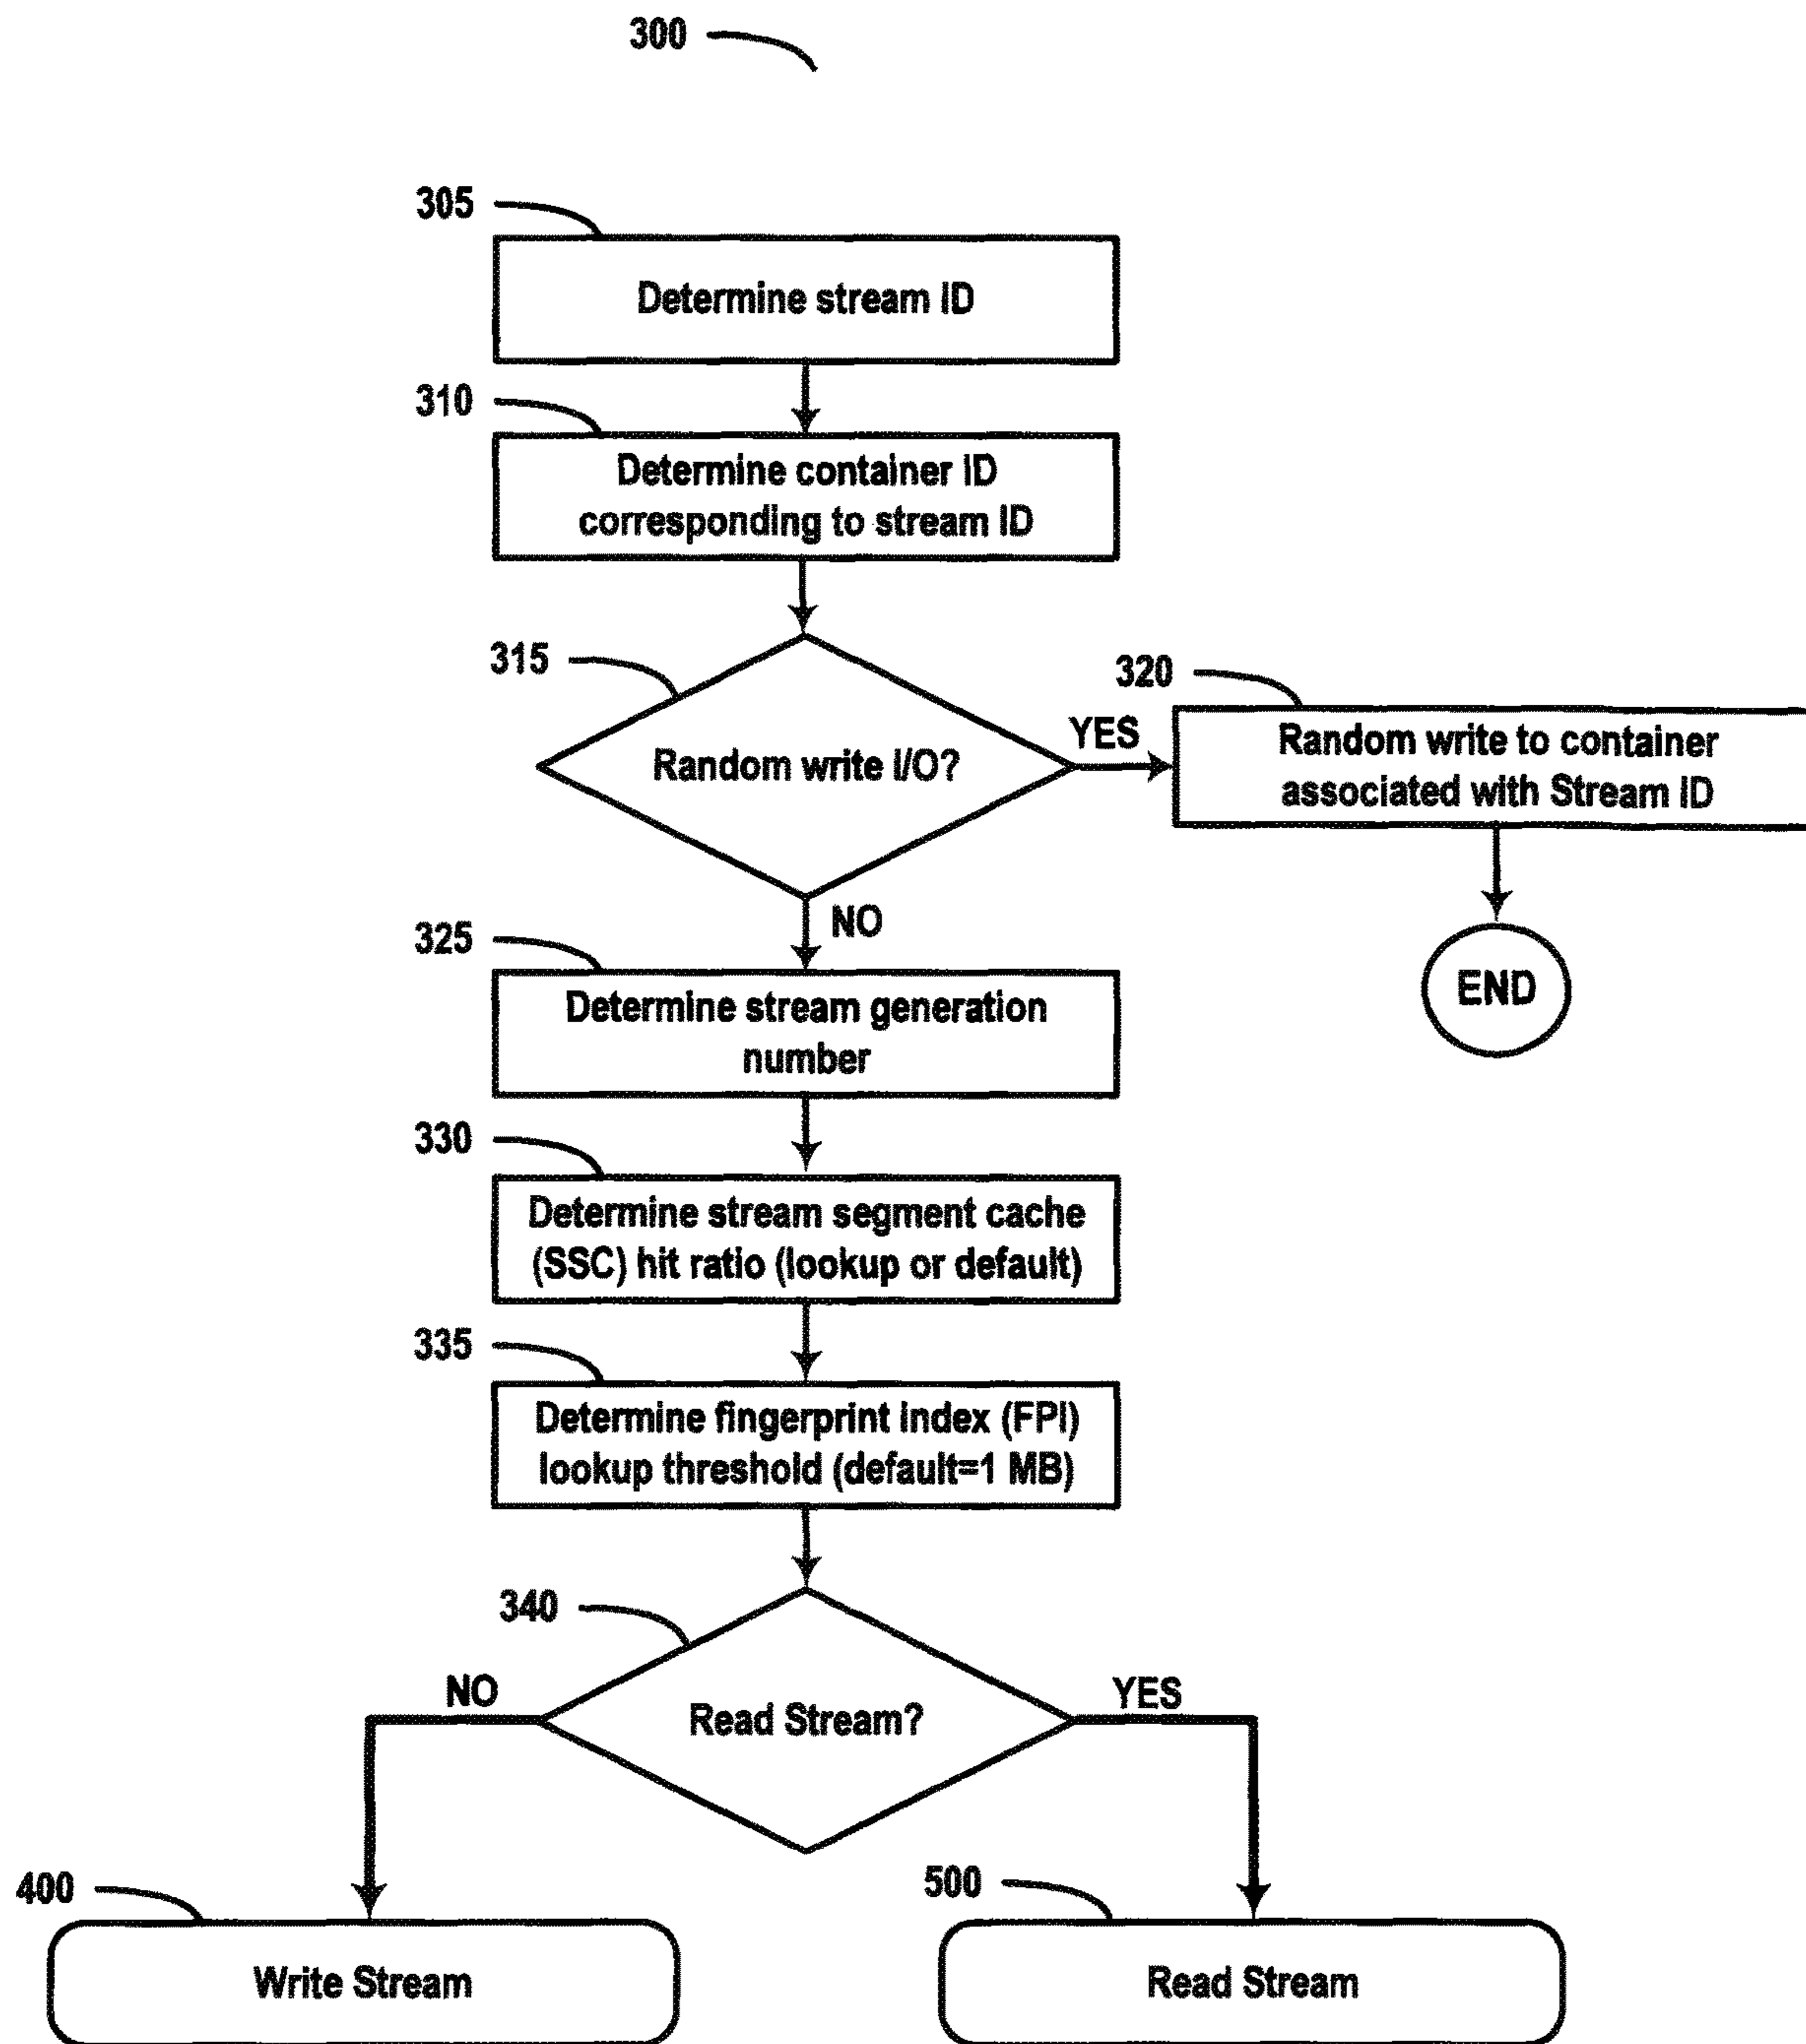 300
305
Determine stream ID
310
Determine container ID
corresponding to stream ID
315
Random write I/O?
YES
320
Random write to container
associated with Stream ID
END
NO
325
Determine stream generation
number
330
Determine stream segment cache
(SSC) hit ratio (lookup or default)
335
Determine fingerprint index (FPI)
lookup threshold (default=1 MB)
340
Read Stream?
NO
YES
400
Write Stream
500
Read Stream